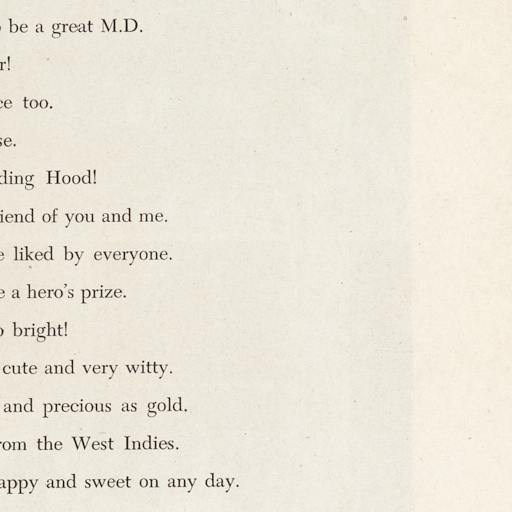 be a great M.D.
r!
ce too.
se.
ding Hood!
iend of you and me.
e liked by everyone.
e a hero's prize.
o bright!
cute and very witty.
and precious as gold.
rom the West Indies.
appy and sweet on any day.